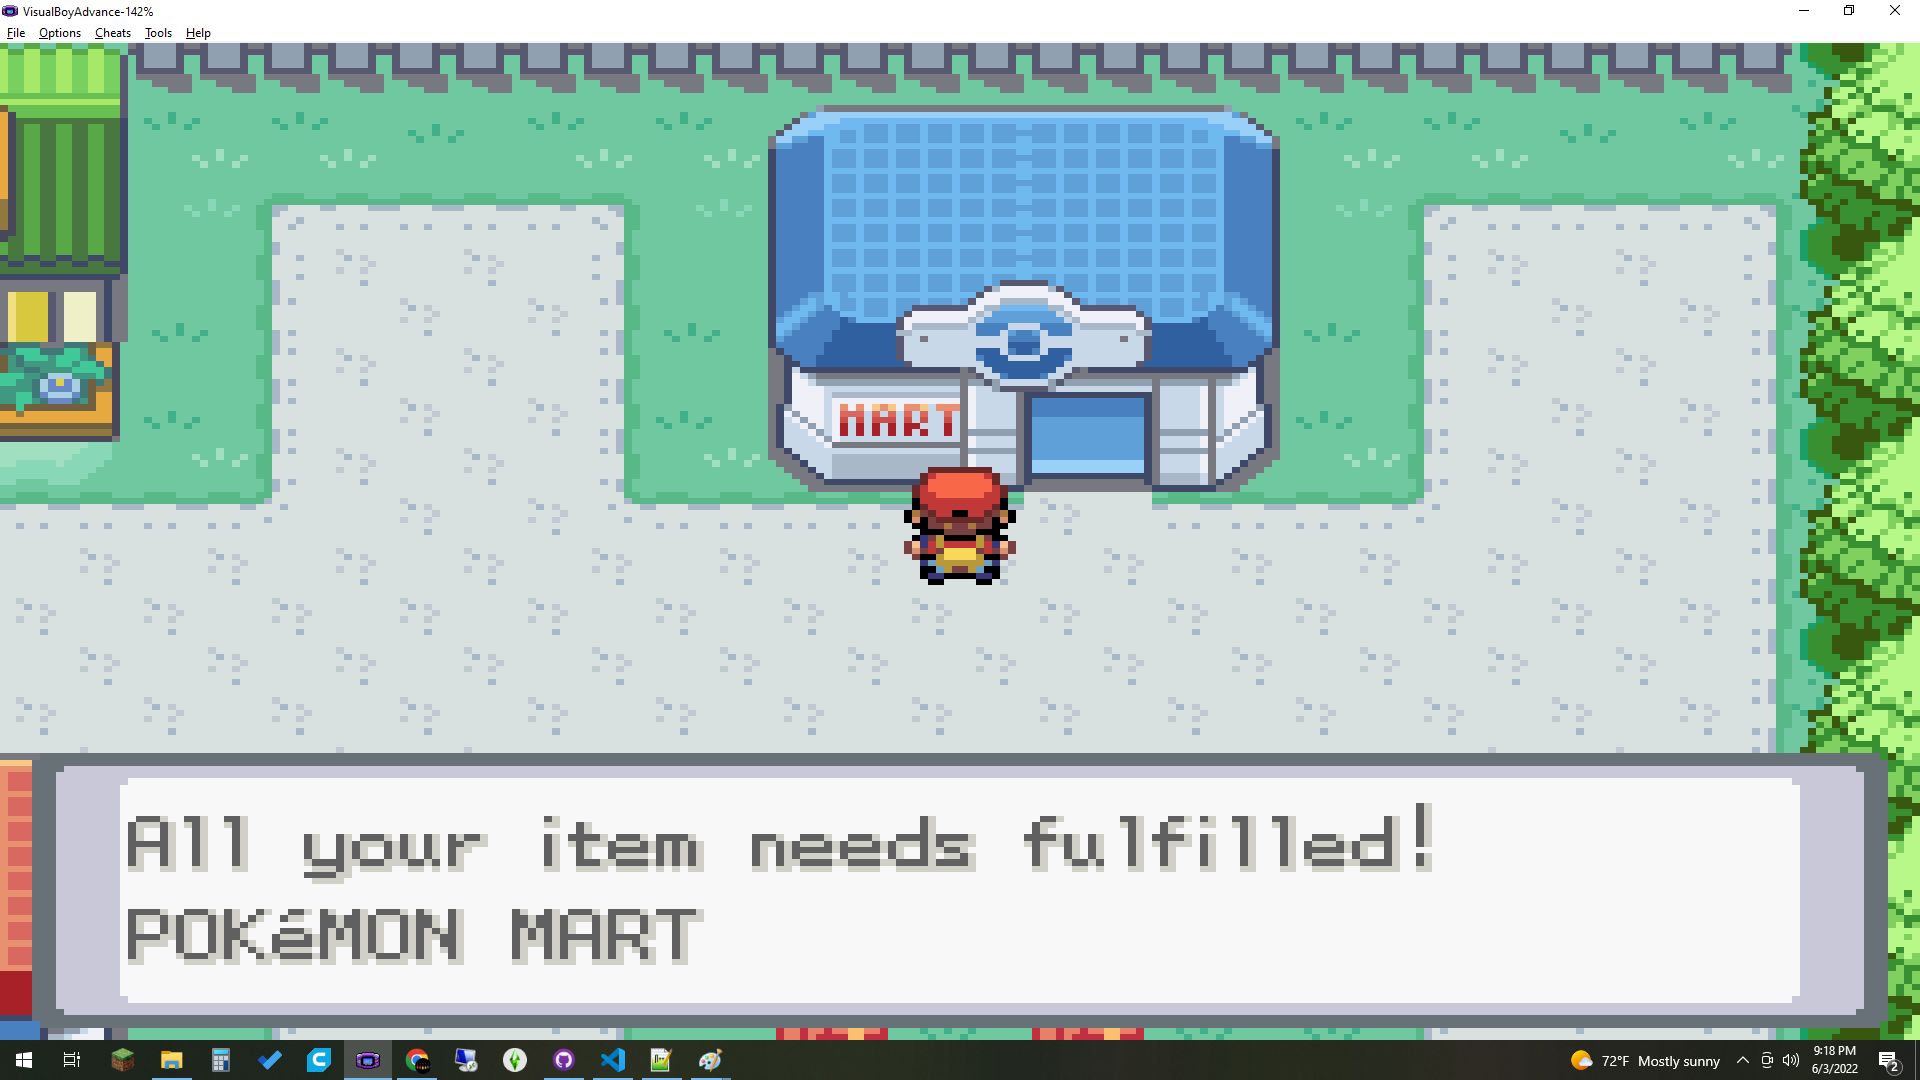 VisualBoyAdvance-142%
File Options Cheats Tools Help
MART
All your item needs fulfilled!
POKéMON MART
72°F Mostly sunny
9:18 PM
6/3/2022
2